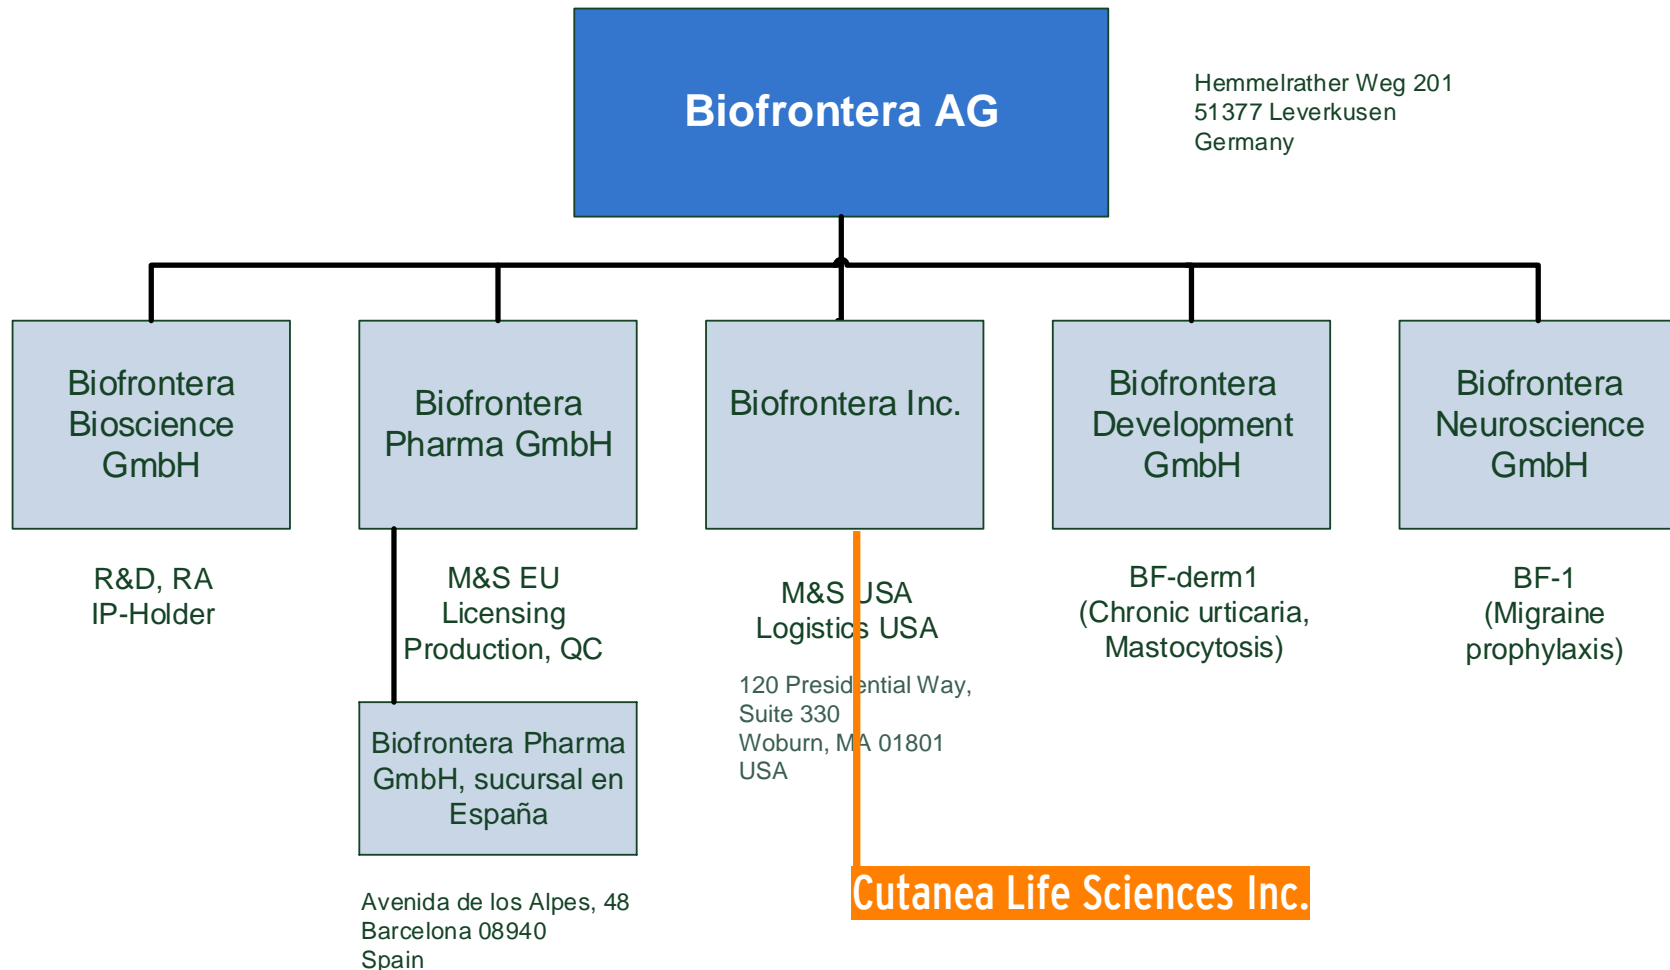 Biofrontera AG
Hemmelrather Weg 201
51377 Leverkusen
Germany
Biofrontera
Bioscience
GmbH
R&D, RA
IP-Holder
Biofrontera
Pharma GmbH
M&S EU
Licensing
Production, QC
Biofrontera Pharma
GmbH, sucursal en
España
Avenida de los Alpes, 48
Barcelona 08940
Spain
Biofrontera Inc.
M&S USA
Logistics USA
120 Presidential Way,
Suite 330
Woburn, MA 01801
USA
Cutanea Life Sciences Inc.
Biofrontera
Development
GmbH
BF-derm1
(Chronic urticaria,
Mastocytosis)
Biofrontera
Neuroscience
GmbH
BF-1
(Migraine
prophylaxis)